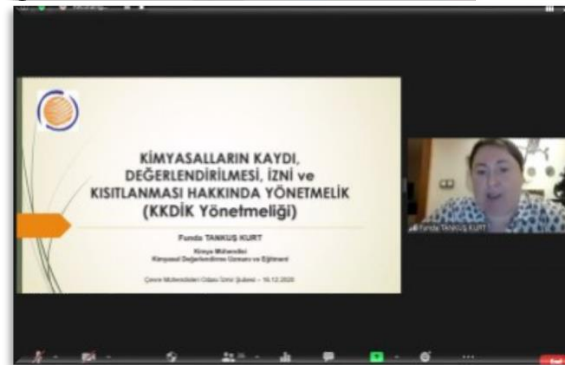 KİMYASALLARIN KAYDI,
DEĞERLENDİRİLMESİ, İZNİ ve
KISITLANMASI HAKKINDA YÖNETMELİK
(KKDİK Yönetmeliği)
Funda TANKUŞ KURT
Kimya Mühendisi
Kimyasal Değerlendirme Uzmanı ve Eğitmeni
Çevre Mühendisleri Odası İzmir Şubesi – 16.12.2020
Funda TANKUŞ KURT